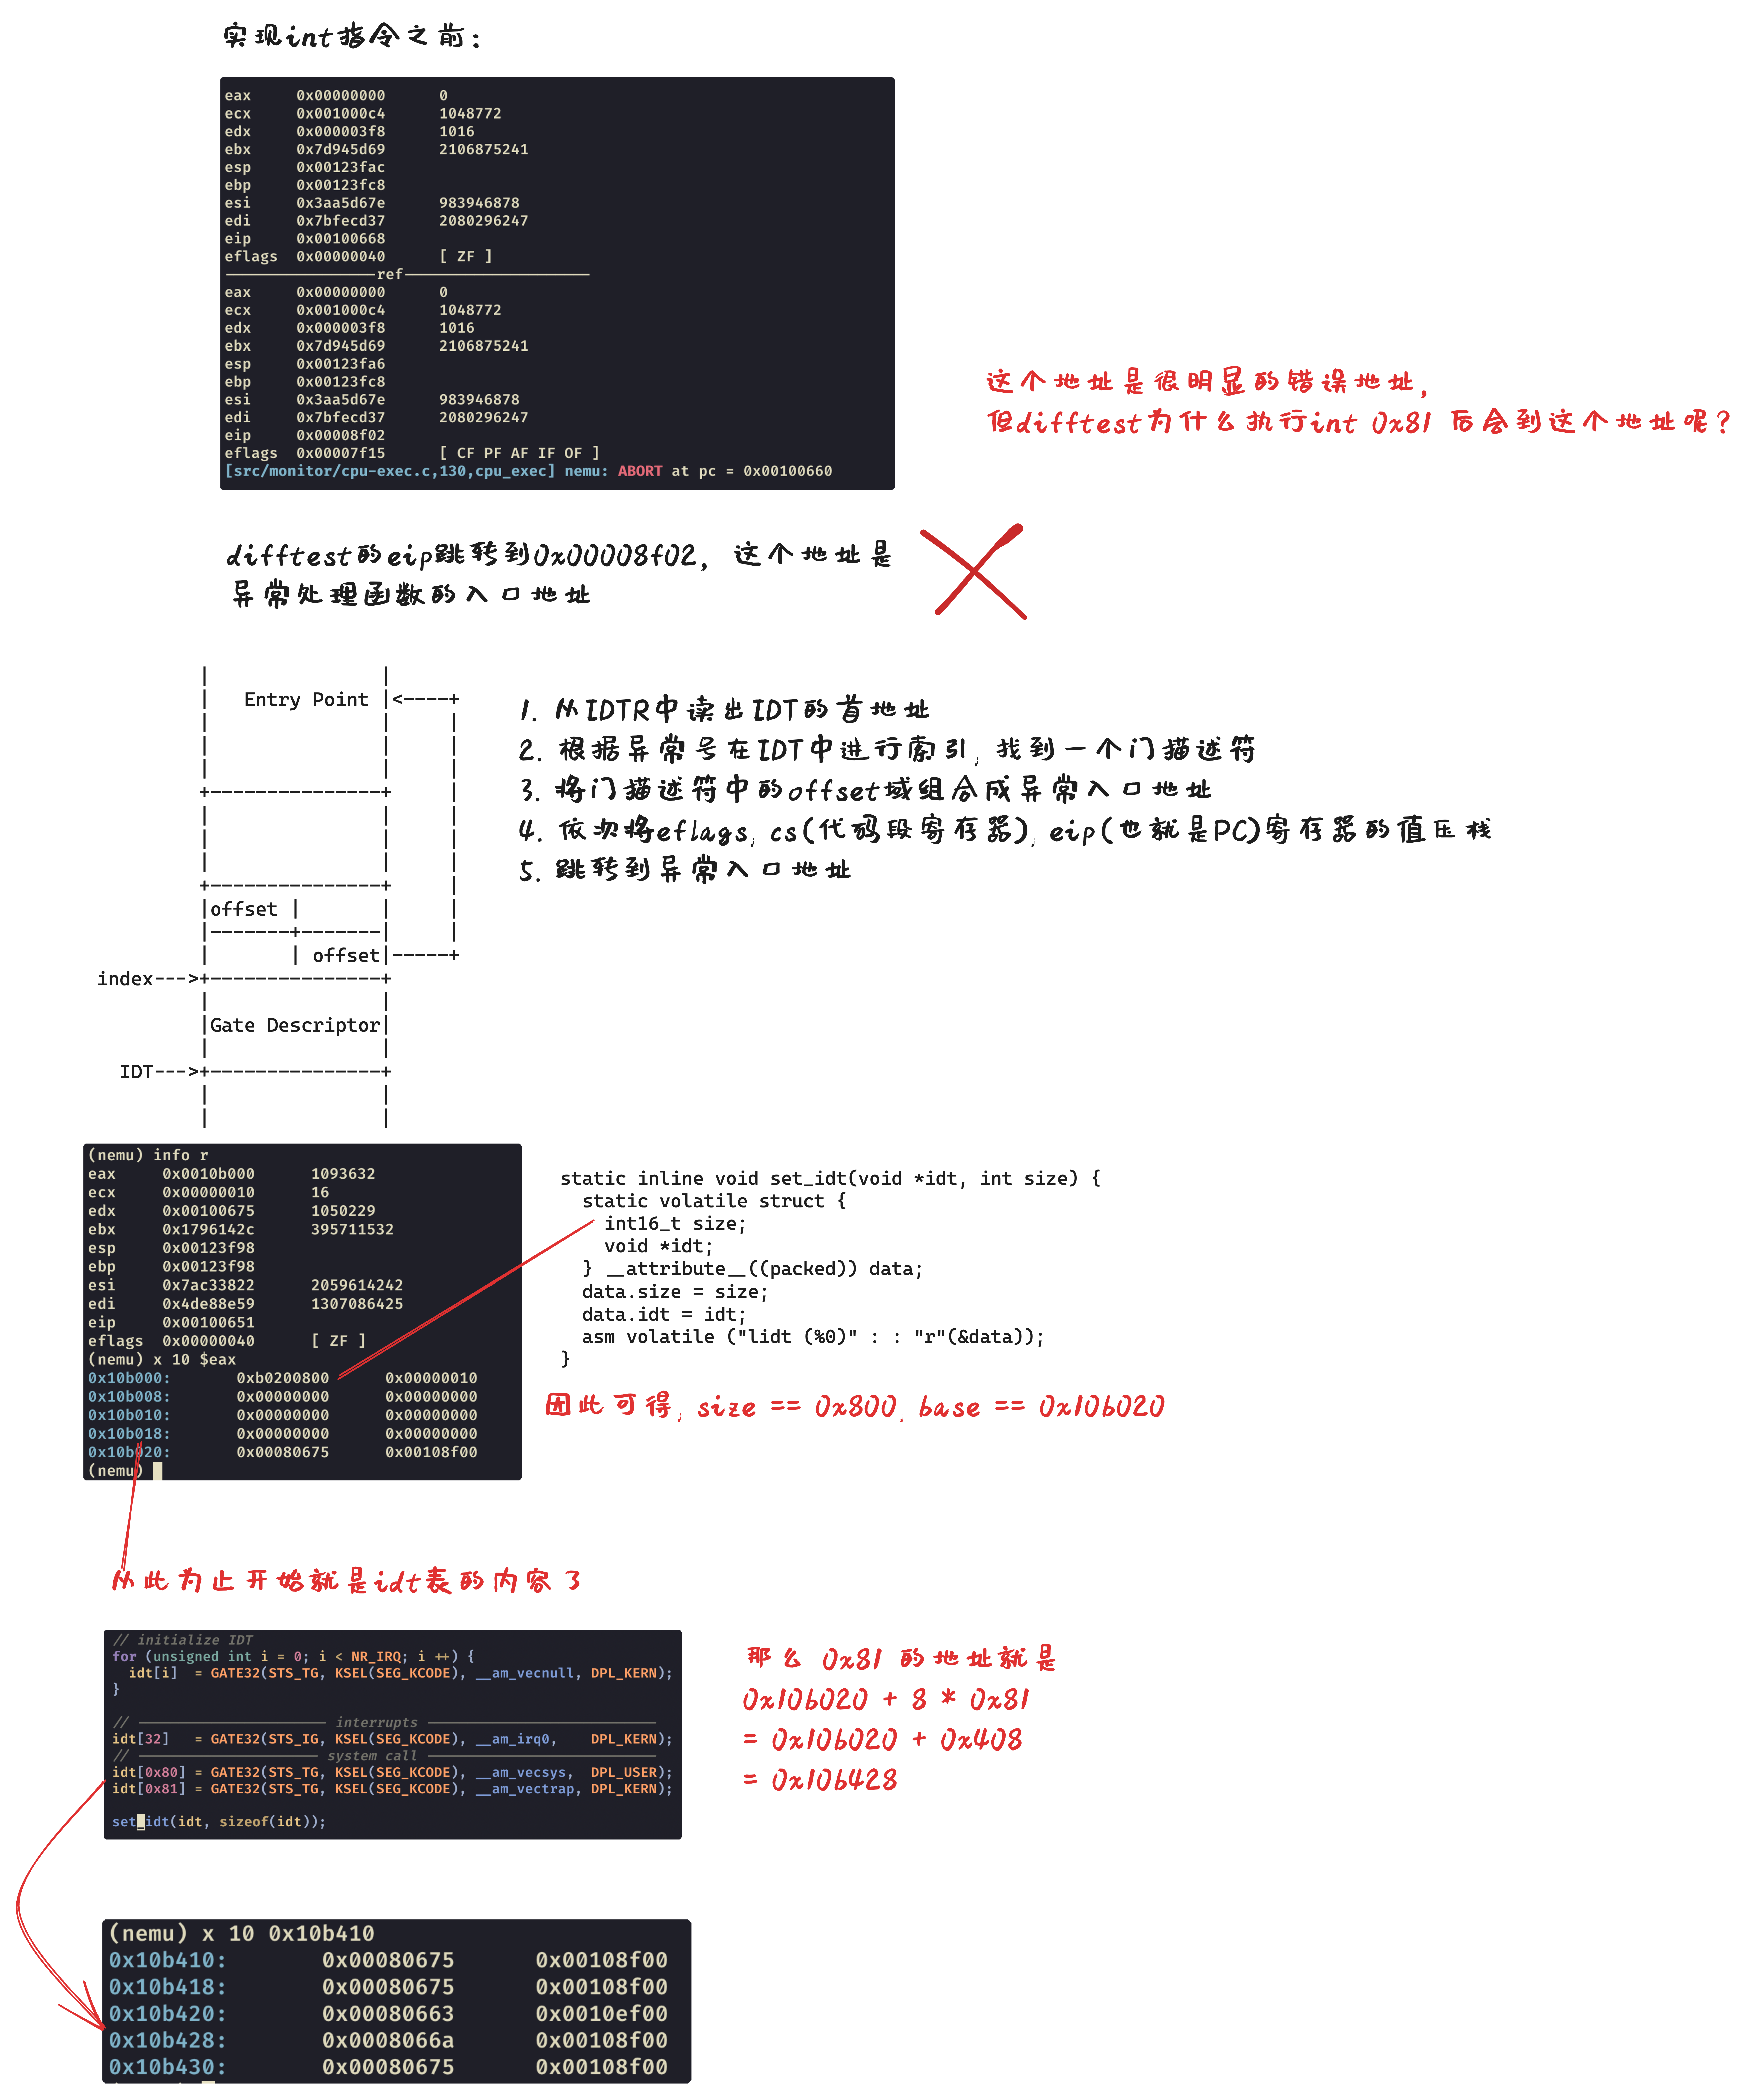 实现int指令之前：
eax 0x00000000 0
ecx 0x001000c4 1048772
edx 0x000003f8 1016
ebx 0x7d945d69 2106875241
esp 0x00123fac
ebp 0x00123fc8
esi 0x3aa5d67e 983946878
edi 0x7bfecd37 2080296247
eip 0x00100668
eflags 0x00000040 [ ZF ]
————————ref————————
eax 0x00000000 0
ecx 0x001000c4 1048772
edx 0x000003f8 1016
ebx 0x7d945d69 2106875241
esp 0x00123fa6
ebp 0x00123fc8
esi 0x3aa5d67e 983946878
edi 0x7bfecd37 2080296247
eip 0x00008f02
eflags 0x00007f15 [ CF PF AF IF OF ]
[src/monitor/cpu-exec.c,130,cpu_exec] nemu: ABORT at pc = 0x00100660
这个地址是很明显的错误地址，
但difftest为什么执行int 0x81 后会到这个地址呢？
difftest的eip跳转到0x00008f02，这个地址是
异常处理函数的入口地址
| |
| Entry Point |<----+
| | |
| | |
| | |
+---------------+ |
| | |
| | |
| | |
+---------------+ |
|offset | | |
|-------+-------| |
| | offset|-----+
index--->+---------------+
| |
|Gate Descriptor|
| |
IDT--->+---------------+
| |
| |
1. 从IDTR中读出IDT的首地址
2. 根据异常号在IDT中进行索引, 找到一个门描述符
3. 将门描述符中的offset域组合成异常入口地址
4. 依次将eflags, cs(代码段寄存器), eip(也就是PC)寄存器的值压栈
5. 跳转到异常入口地址
(nemu) info r
eax 0x0010b000 1093632
ecx 0x00000010 16
edx 0x00100675 1050229
ebx 0x1796142c 395711532
esp 0x00123f98
ebp 0x00123f98
esi 0x7ac33822 2059614242
edi 0x4de88e59 1307086425
eip 0x00100651
eflags 0x00000040 [ ZF ]
(nemu) x 10 $eax
0x10b000: 0xb0200800 0x00000010
0x10b008: 0x00000000 0x00000000
0x10b010: 0x00000000 0x00000000
0x10b018: 0x00000000 0x00000000
0x10b020: 0x00080675 0x00108f00
(nemu)
static inline void set_idt(void *idt, int size) {
static volatile struct {
int16_t size;
void *idt;
} __attribute__((packed)) data;
data.size = size;
data.idt = idt;
asm volatile ("lidt (%0)" : : "r"(&data));
}
因此可得, size == 0x800, base == 0x10b020
从此为止开始就是idt表的内容了
// initialize IDT
for (unsigned int i = 0; i < NR_IRQ; i ++) {
idt[i] = GATE32(STS_TG, KSEL(SEG_KCODE), __am_vecnull, DPL_KERN);
}
// ———————— interrupts ————————
idt[32] = GATE32(STS_IG, KSEL(SEG_KCODE), __am_irq0, DPL_KERN);
// ———————— system call ————————
idt[0x80] = GATE32(STS_TG, KSEL(SEG_KCODE), __am_vecsys, DPL_USER);
idt[0x81] = GATE32(STS_TG, KSEL(SEG_KCODE), __am_vectrap, DPL_KERN);
set_idt(idt, sizeof(idt));
那么 0x81 的地址就是
0x10b020 + 8 * 0x81
= 0x10b020 + 0x408
= 0x10b428
(nemu) x 10 0x10b410
0x10b410: 0x00080675 0x00108f00
0x10b418: 0x00080675 0x00108f00
0x10b420: 0x00080663 0x0010ef00
0x10b428: 0x0008066a 0x00108f00
0x10b430: 0x00080675 0x00108f00